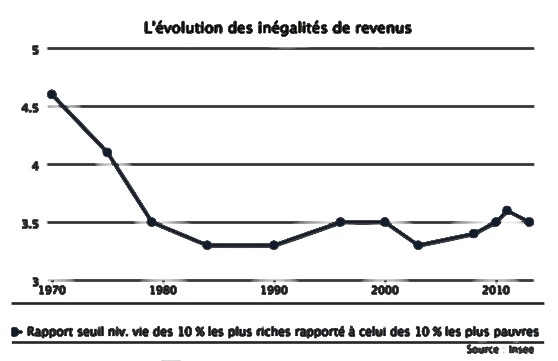 L'évolution des inégalités de revenus
5
4.5
4
3.5
3
1970 1980 1990 2000 2010
Rapport seuil niv. vie des 10 % les plus riches rapporté à celui des 10 % les plus pauvres
Source : Insee